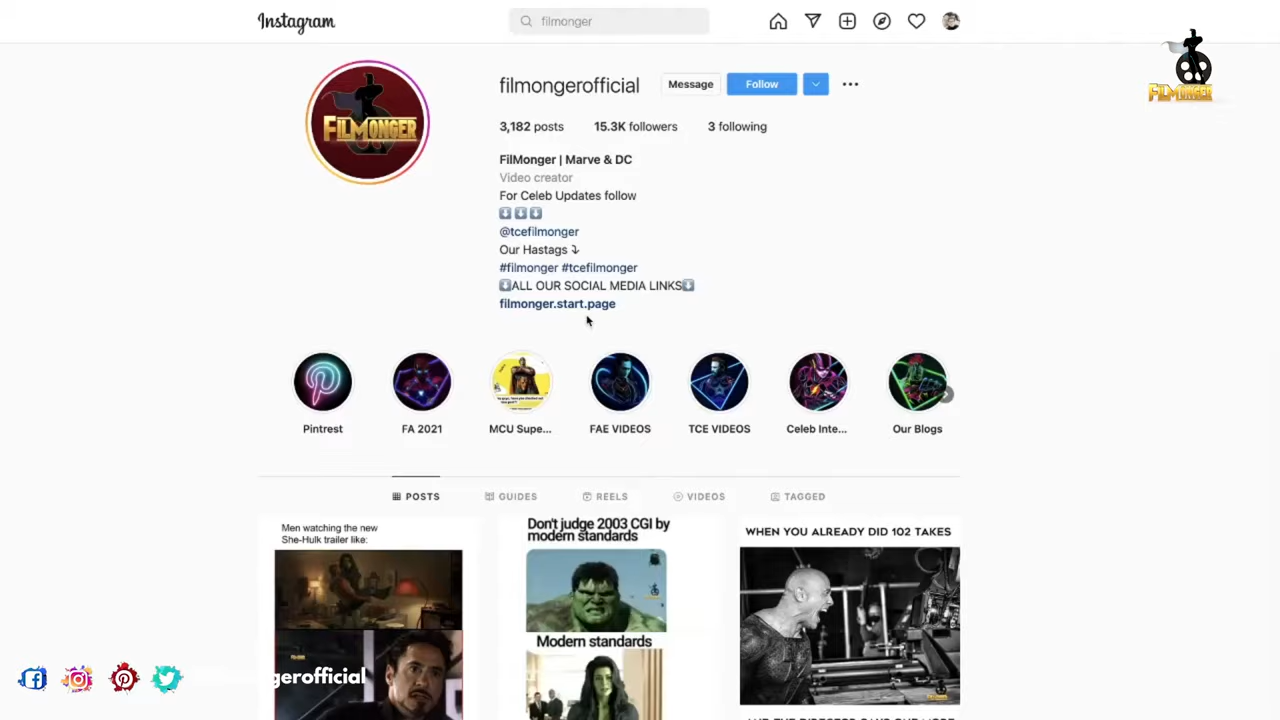 Instagram
filmonger
FILMONGER
filmongerofficial
Message
Follow
3,182 posts 15.3K followers 3 following
FILMONGER
FilMonger | Marve & DC
Video creator
For Celeb Updates follow
⬇️⬇️⬇️
@tcefilmonger
Our Hastags ⤵
#filmonger #tcefilmonger
⬇️ALL OUR SOCIAL MEDIA LINKS⬇️
filmonger.start.page
Pintrest FA 2021 MCU Supe... FAE VIDEOS TCE VIDEOS Celeb Inte... Our Blogs
POSTS GUIDES REELS VIDEOS TAGGED
Men watching the new
She-Hulk trailer like:
Don't judge 2003 CGI by
modern standards
Modern standards
WHEN YOU ALREADY DID 102 TAKES
gerofficial